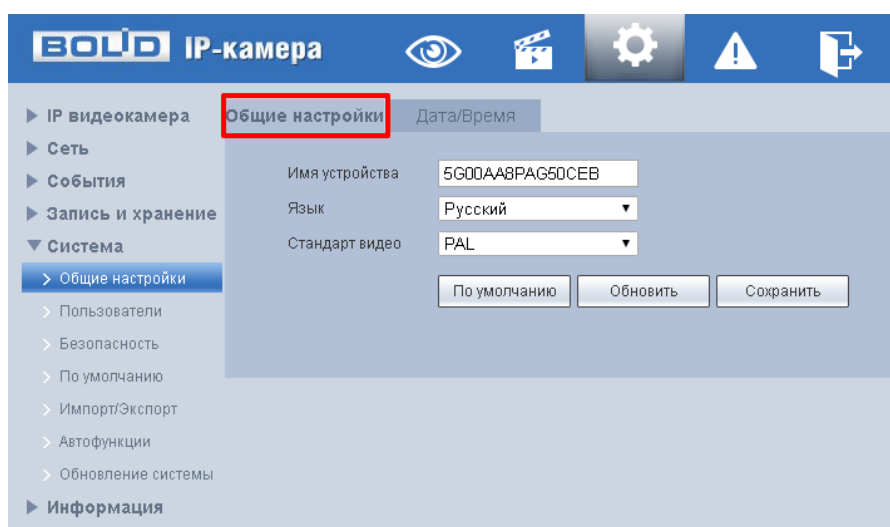 BOLID IP-камера
IP видеокамера
Сеть
События
Запись и хранение
Система
Общие настройки
Пользователи
Безопасность
По умолчанию
Импорт/Экспорт
Автофункции
Обновление системы
Информация
Общие настройки Дата/Время
Имя устройства 5G00AA8PAG50CEB
Язык Русский
Стандарт видео PAL
По умолчанию Обновить Сохранить